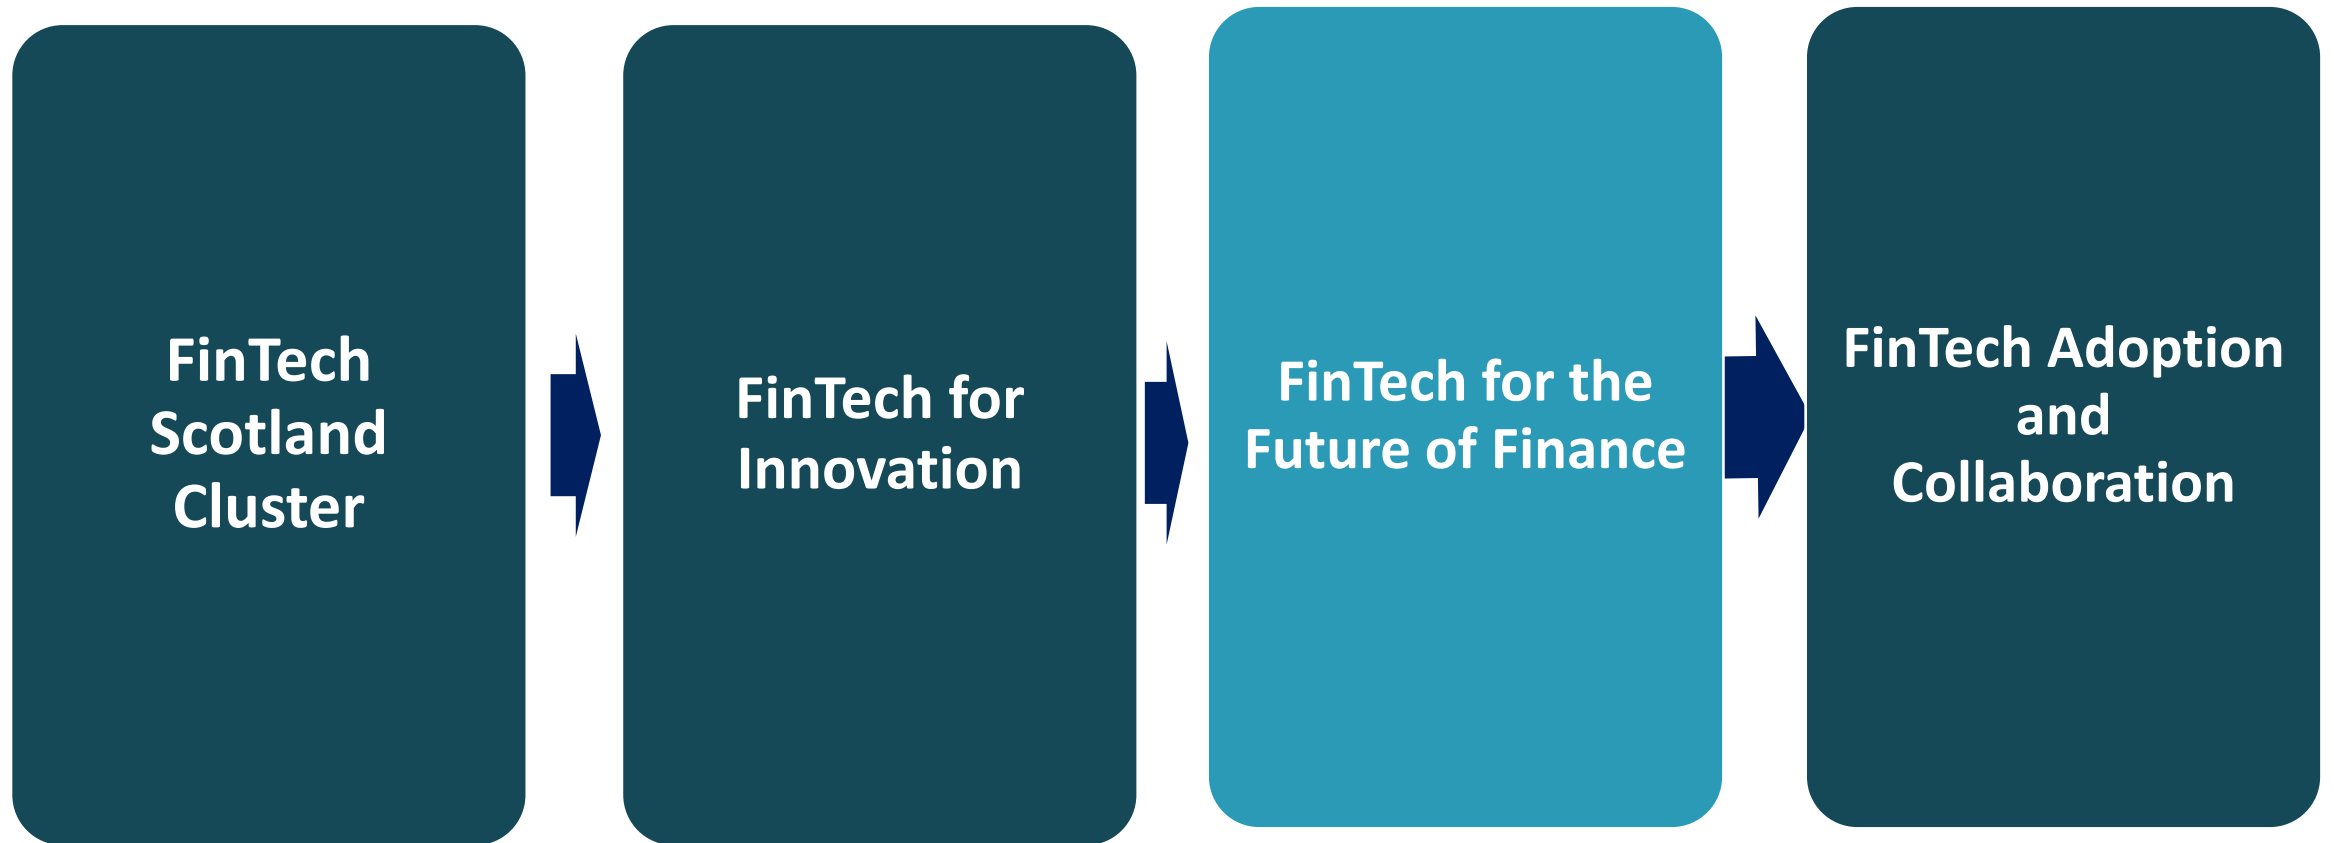 FinTech
Scotland
Cluster
FinTech for
Innovation
FinTech for the
Future of Finance
FinTech Adoption
and
Collaboration